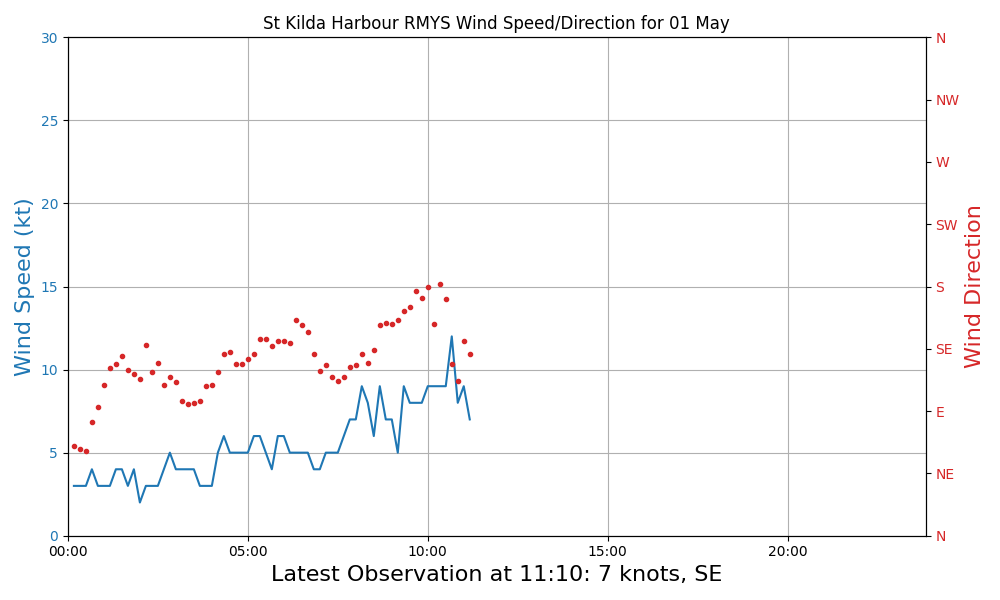 St Kilda Harbour RMYS Wind Speed/Direction for 01 May
30
25
20
15
10
5
0
Wind Speed (kt)
N
NW
W
SW
S
SE
E
NE
N
Wind Direction
00:00
05:00
10:00
15:00
20:00
Latest Observation at 11:10: 7 knots, SE